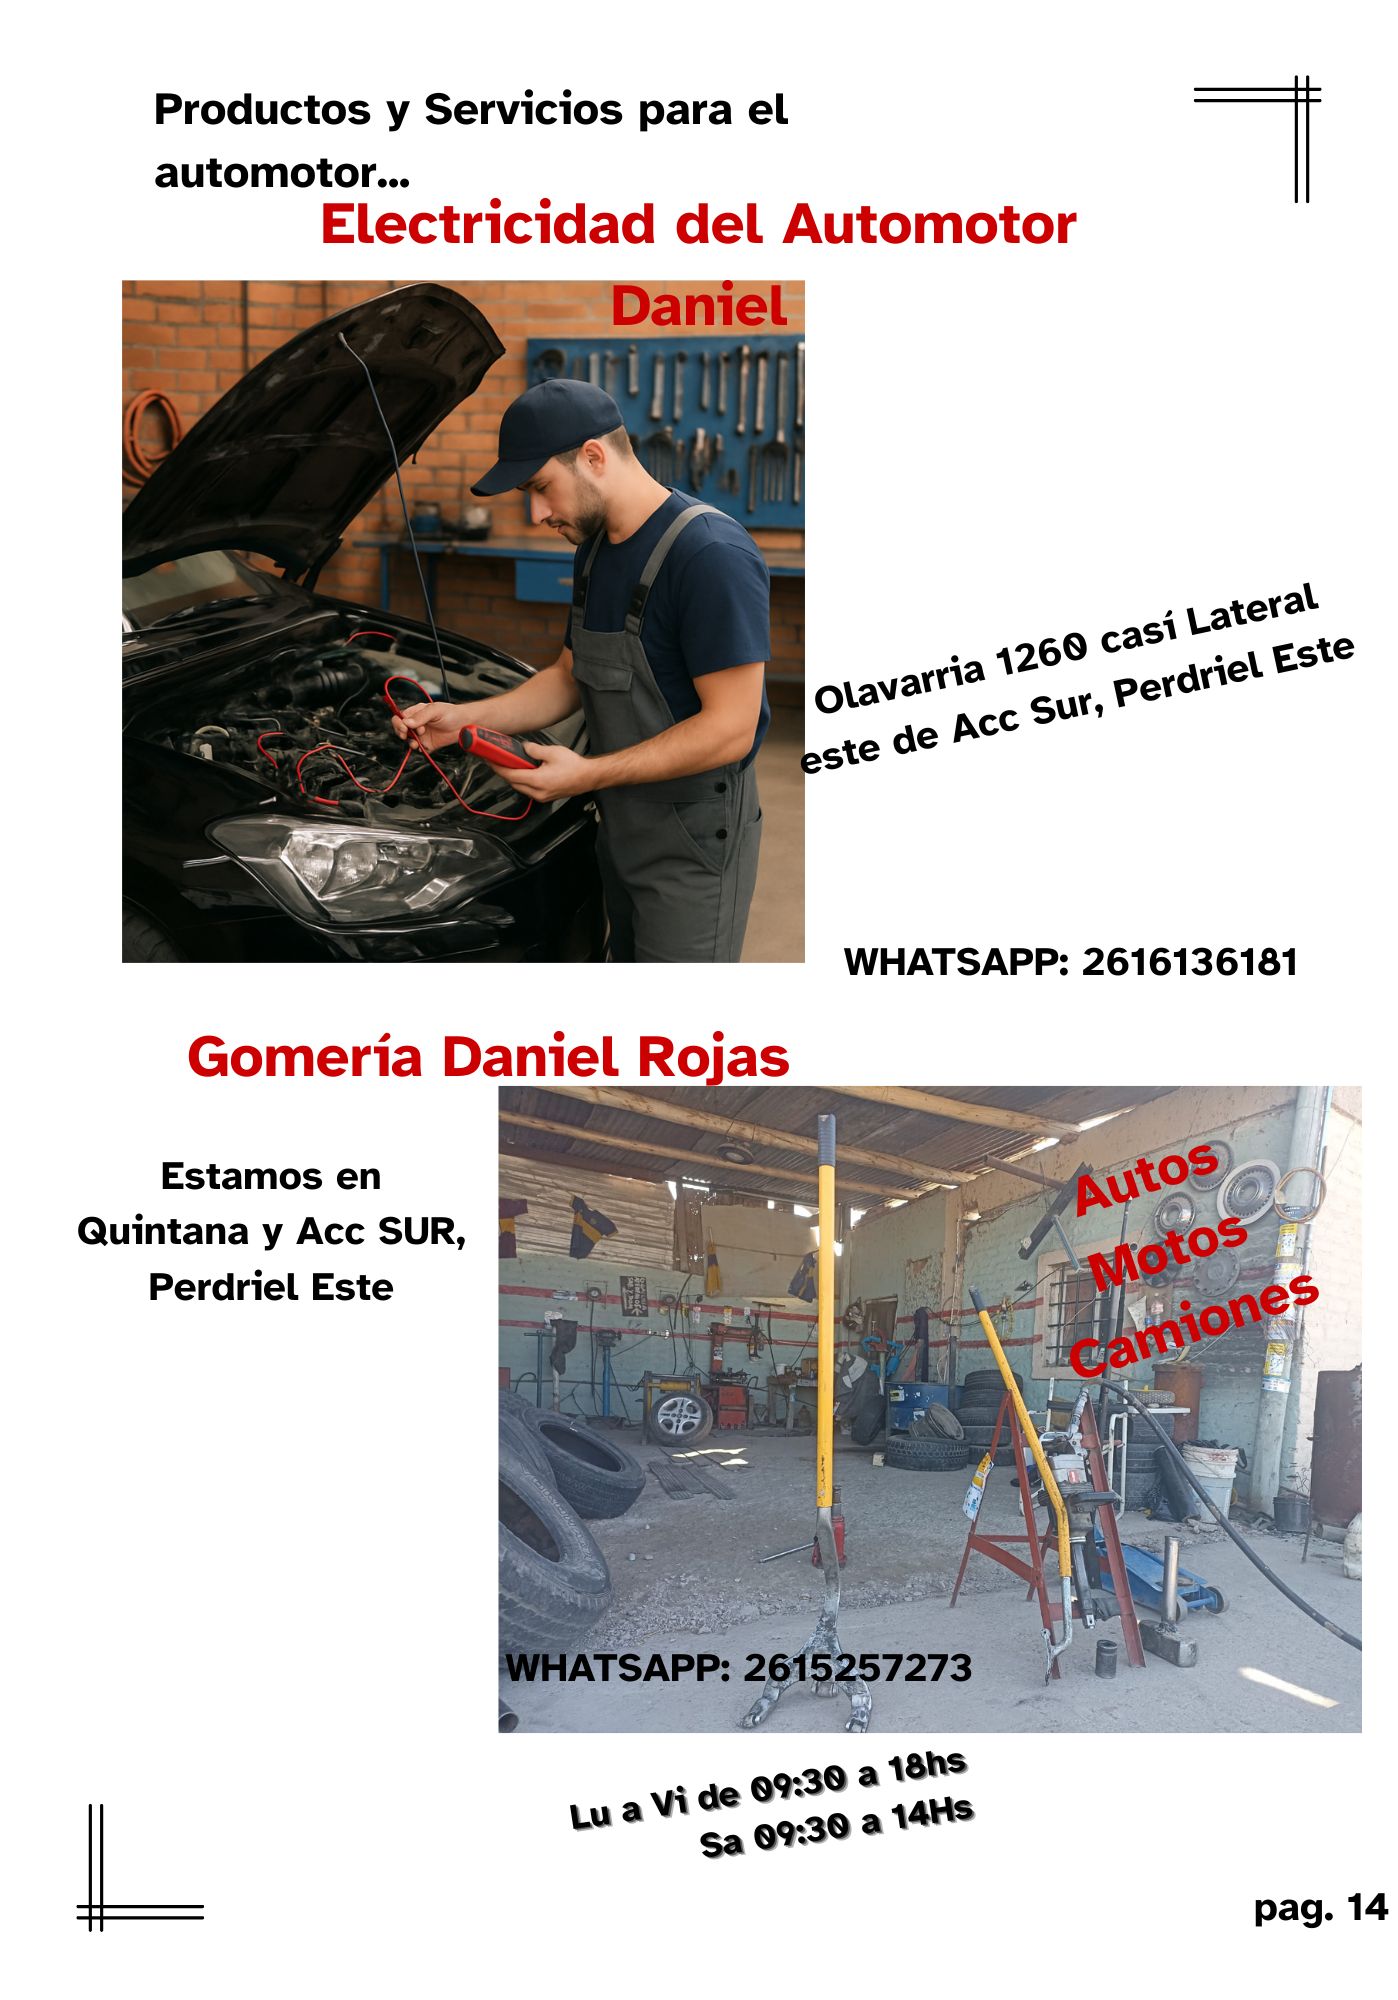 Productos y Servicios para el
automotor...
Electricidad del Automotor
Daniel
Olavarria 1260 casí Lateral
este de Acc Sur, Perdriel Este
WHATSAPP: 2616136181
Gomería Daniel Rojas
Estamos en
Quintana y Acc SUR,
Perdriel Este
Autos
Motos
Camiones
WHATSAPP: 2615257273
Lu a Vi de 09:30 a 18hs
Sa 09:30 a 14Hs
pag. 14